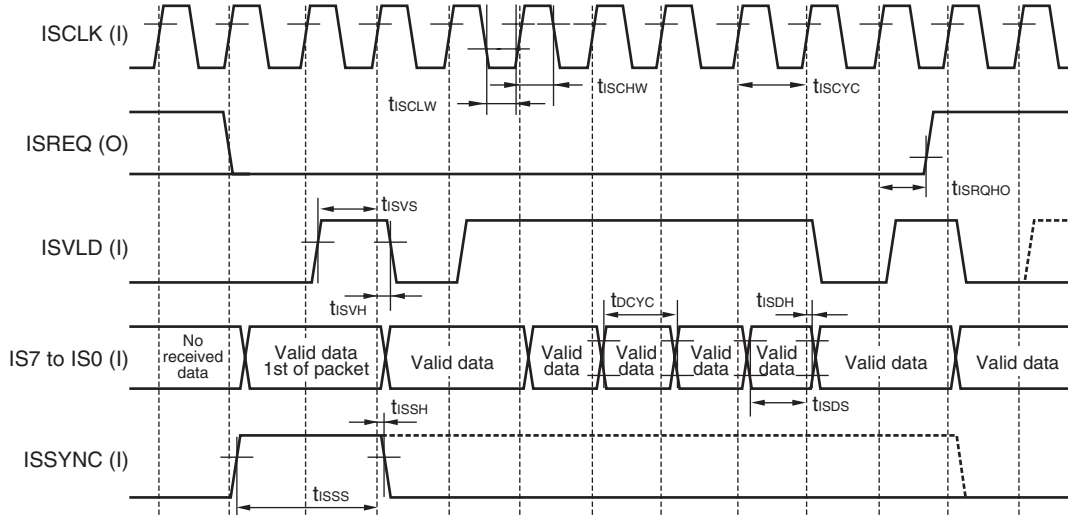 ISCLK (I)
tISCLW
tISCHW
tISCYC
ISREQ (O)
tISRQHO
tISVS
ISVLD (I)
tISVH
tDCYC
tISDH
IS7 to IS0 (I)
No
received
data
Valid data
1st of packet
Valid data
Valid
data
Valid
data
Valid
data
Valid
data
Valid data
Valid data
tISSH
tISDS
ISSYNC (I)
tISSS